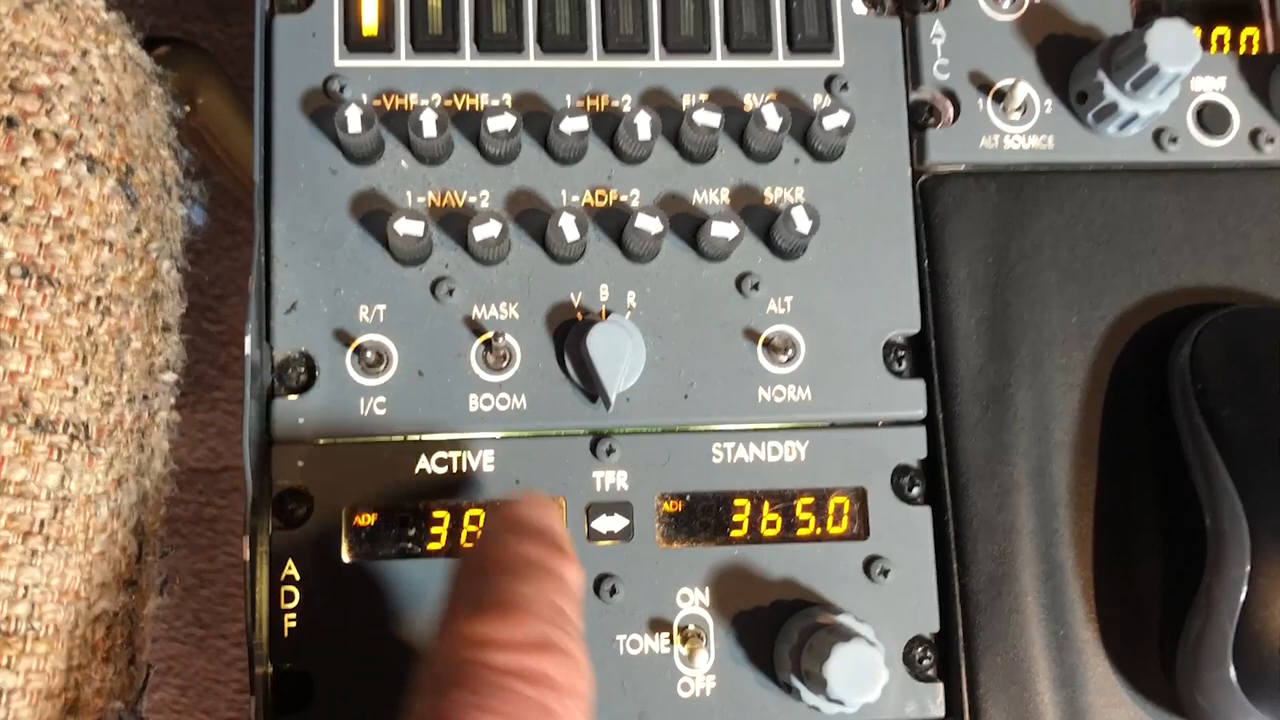 1-VHF-2-VHF-3 1-HF-2 FLT SVC PA
1-NAV-2 1-ADF-2 MKR SPKR
V B R
R/T MASK ALT
I/C BOOM NORM
ACTIVE STANDBY
TFR
ADF 38 ADF 365.0
ADF
ON
TONE
OFF
ATC
00
IDENT
1 2
ALT SOURCE